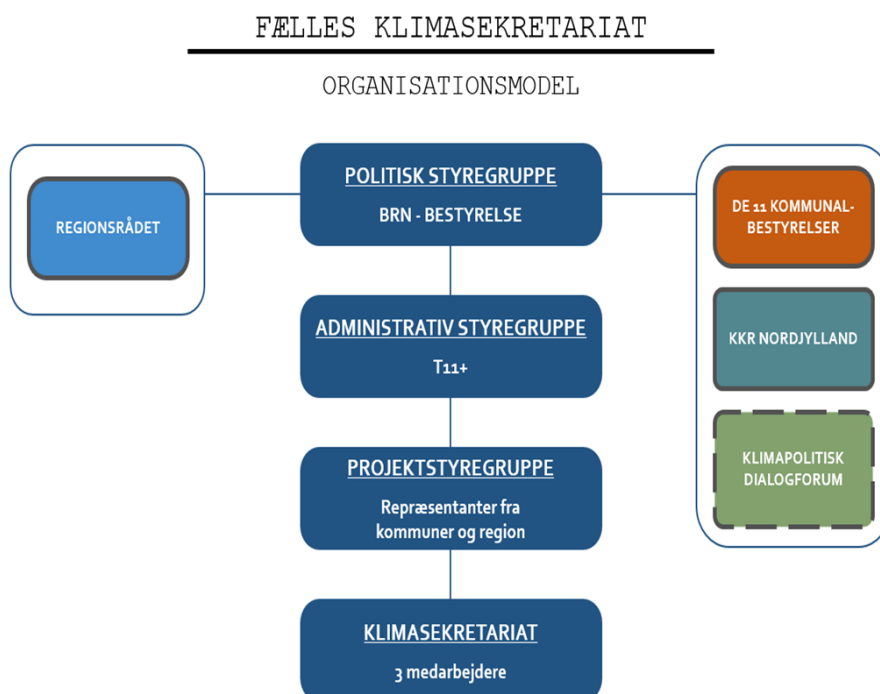 FÆLLES KLIMASEKRETARIAT
ORGANISATIONSMODEL
REGIONSRÅDET
POLITISK STYREGRUPPE
BRN - BESTYRELSE
ADMINISTRATIV STYREGRUPPE
T11+
PROJEKTSTYREGRUPPE
Repræsentanter fra
kommuner og region
KLIMASEKRETARIAT
3 medarbejdere
DE 11 KOMMUNAL-
BESTYRELSER
KKR NORDJYLLAND
KLIMAPOLITISK
DIALOGFORUM